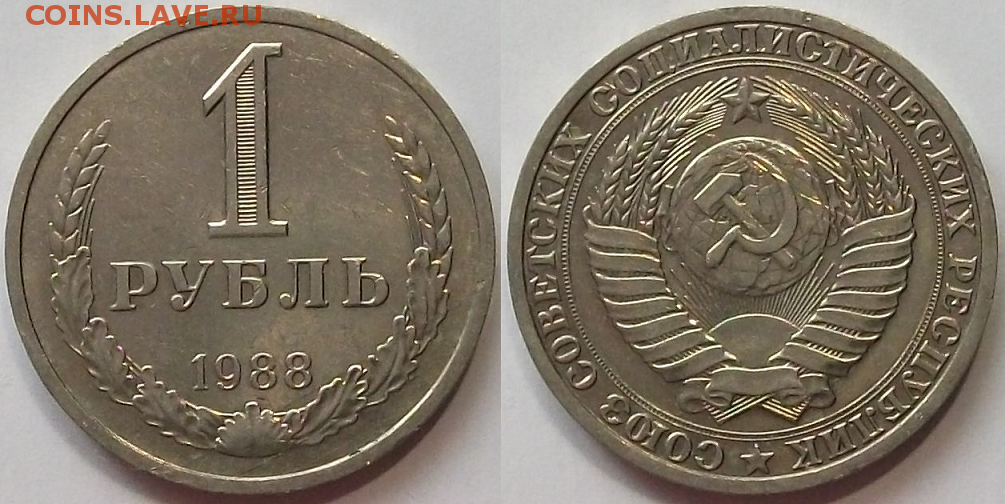 COINS.LAVE.RU
1
РУБЛЬ
1988
СОЮЗ СОВЕТСКИХ СОЦИАЛИСТИЧЕСКИХ РЕСПУБЛИК